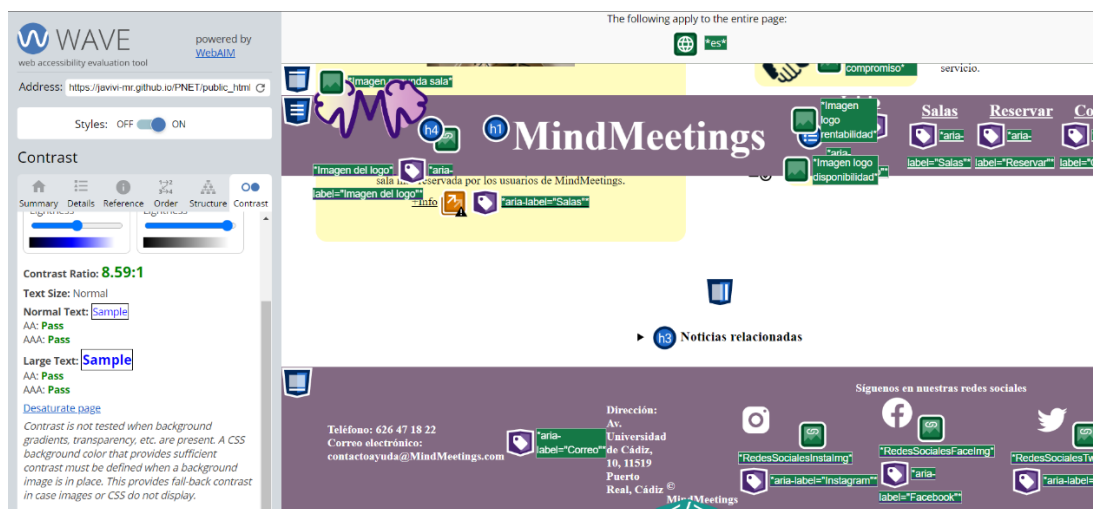 WAVE
powered by
WebAIM
web accessibility evaluation tool
Address: https://javivi-mr.github.io/PNET/public_html
Styles: OFF ON
Contrast
Summary Details Reference Order Structure Contrast
Lightness Lightness
Contrast Ratio: 8.59:1
Text Size: Normal
Normal Text: Sample
AA: Pass
AAA: Pass
Large Text: Sample
AA: Pass
AAA: Pass
Desaturate page
Contrast is not tested when background
gradients, transparency, etc. are present. A CSS
background color that provides sufficient
contrast must be defined when a background
image is in place. This provides fall-back contrast
in case images or CSS do not display.
The following apply to the entire page:
*es*
compromiso*
servicio.
h4
h1
MindMeetings
*Imagen
logo
rentabilidad*
*Imagen logo
disponibilidad*
Salas Reservar Co
*aria-
label="Salas"*
*aria-
label="Reservar"*
*Imagen del logo*
*aria-
label="Imagen del logo"*
reservada por los usuarios de MindMeetings.
+Info
*aria-label="Salas"*
h3 Noticias relacionadas
Teléfono: 626 47 18 22
Correo electrónico:
contactoayuda@MindMeetings.com
*aria-
label="Correo"*
Dirección:
Av.
Universidad
de Cádiz,
10, 11519
Puerto
Real, Cádiz
©
MindMeetings
Síguenos en nuestras redes sociales
*RedesSocialesInstaImg*
*aria-label="Instagram"*
*RedesSocialesFaceImg*
*aria-
label="Facebook"*
*RedesSocialesTw
*aria-label=